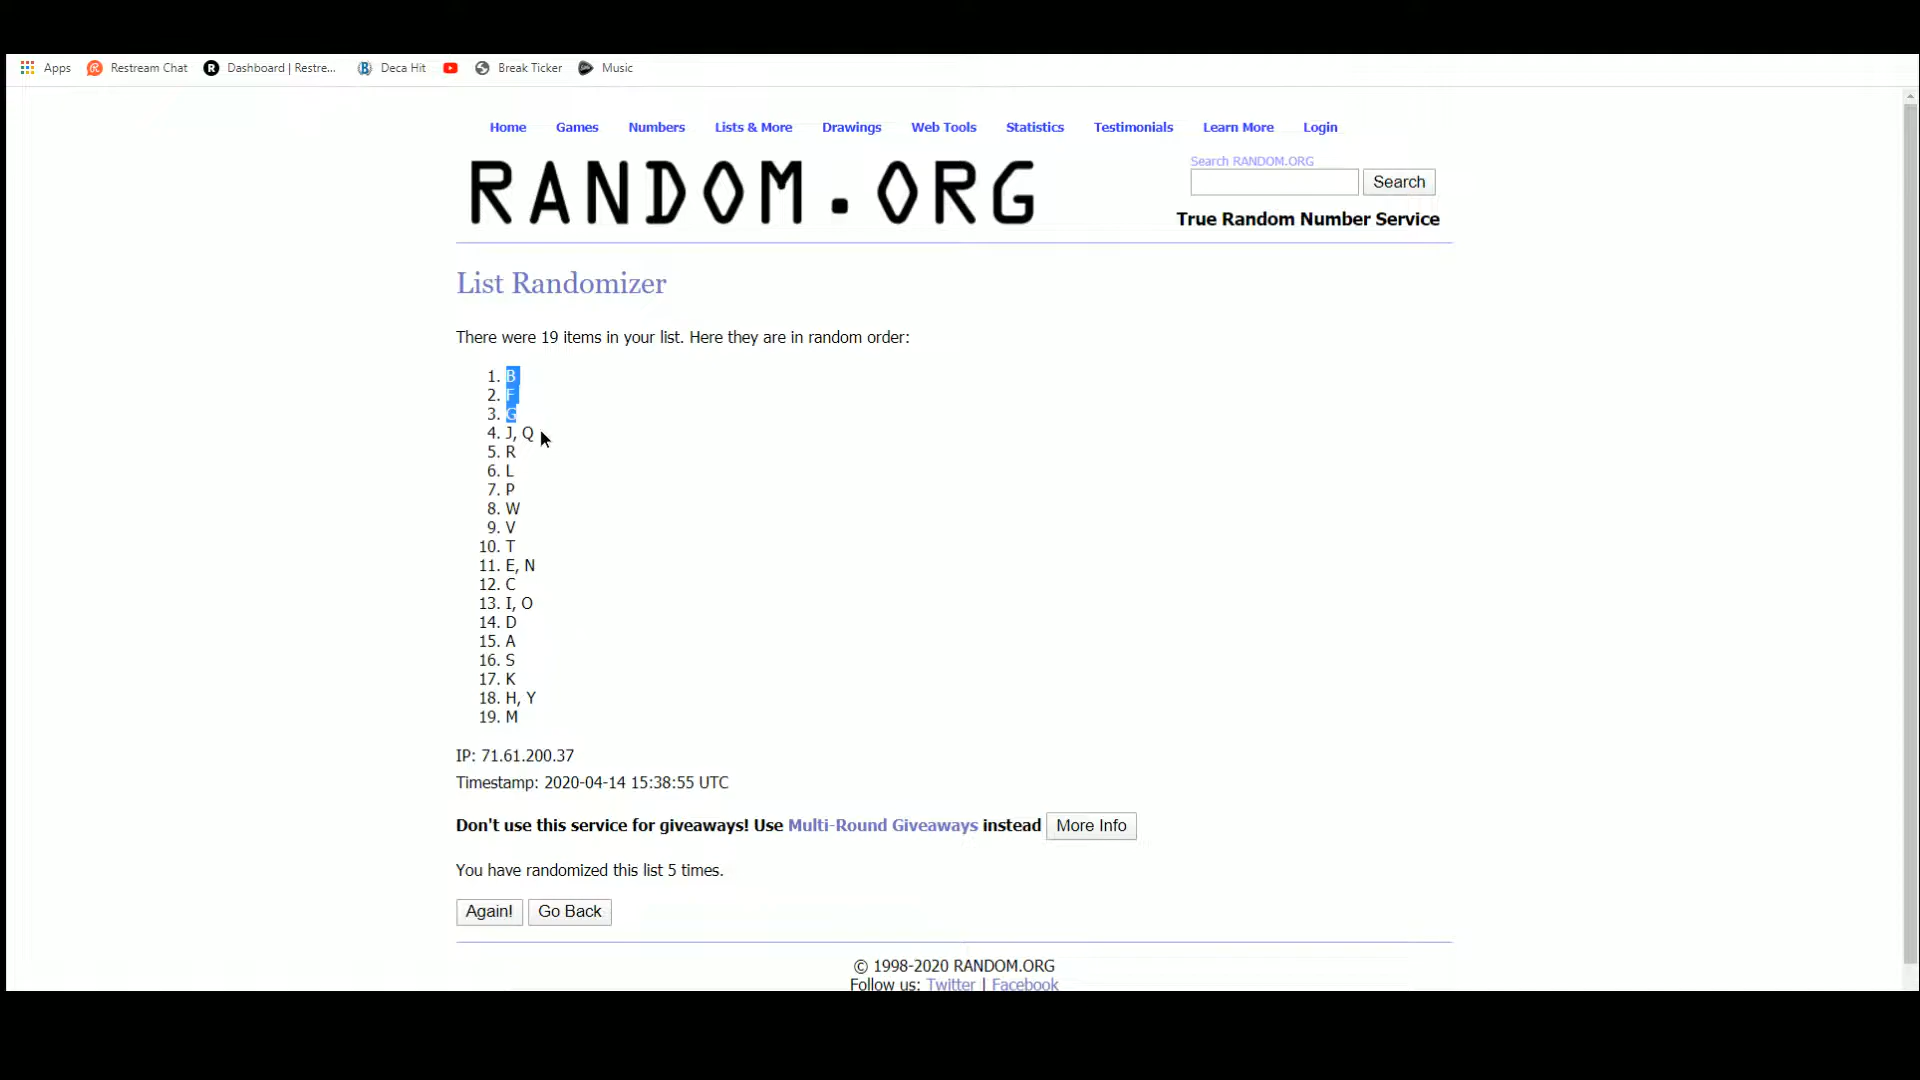 Apps Restream Chat Dashboard | Restre... Deca Hit Break Ticker Music
Home Games Numbers Lists & More Drawings Web Tools Statistics Testimonials Learn More Login
RANDOM.ORG
Search RANDOM.ORG
Search
True Random Number Service
List Randomizer
There were 19 items in your list. Here they are in random order:
1. B
2. F
3. G
4. J, Q
5. R
6. L
7. P
8. W
9. V
10. T
11. E, N
12. C
13. I, O
14. D
15. A
16. S
17. K
18. H, Y
19. M
IP: 71.61.200.37
Timestamp: 2020-04-14 15:38:55 UTC
Don't use this service for giveaways! Use Multi-Round Giveaways instead More Info
You have randomized this list 5 times.
Again! Go Back
© 1998-2020 RANDOM.ORG
Follow us: Twitter | Facebook